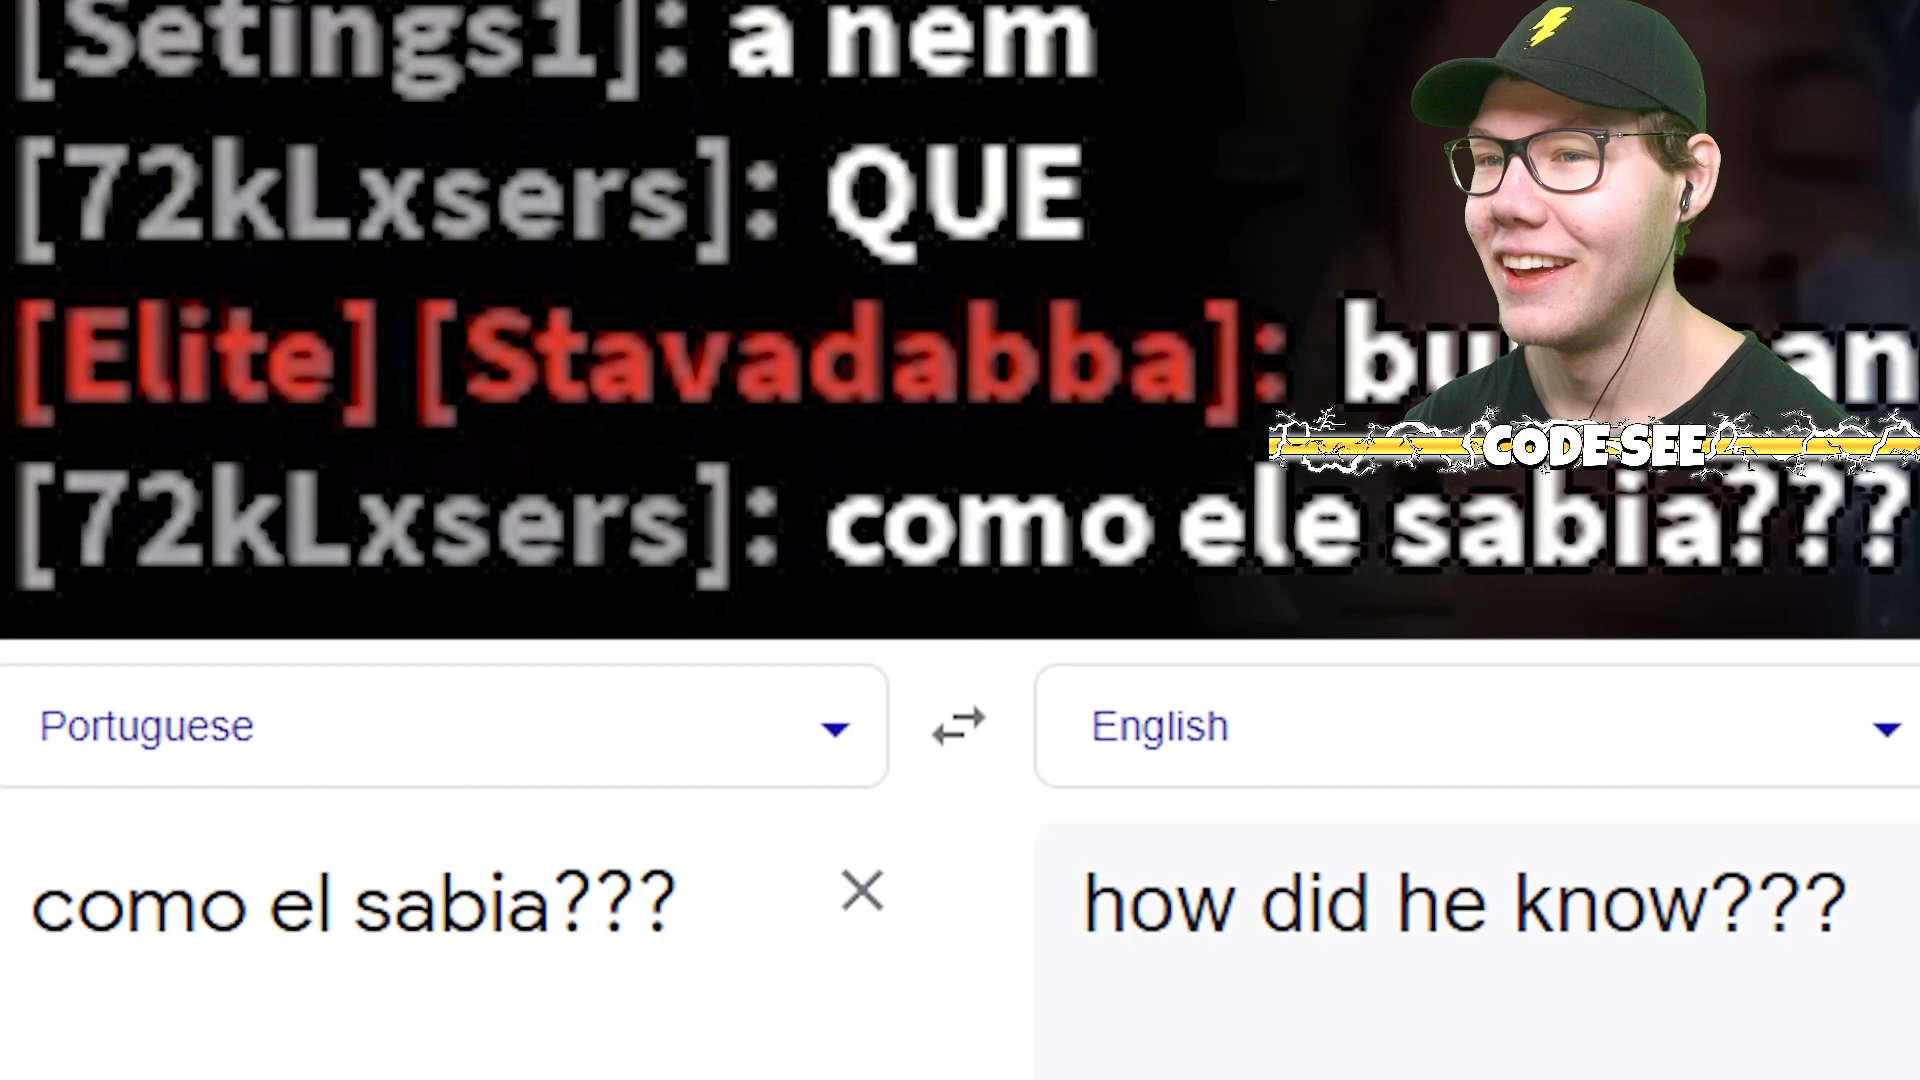 [Setings1]: a nem
[72kLxsers]: QUE
[Elite] [Stavadabba]:
CODE SEE
[72kLxsers]: como ele sabia???
Portuguese
English
como el sabia???
how did he know???